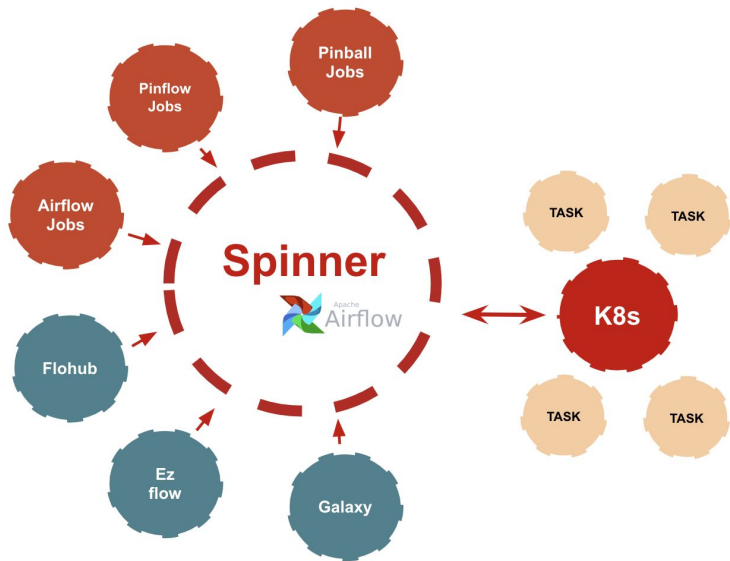 Pinball
Jobs
Pinflow
Jobs
Airflow
Jobs
Spinner
Apache
Airflow
Flohub
Ez
flow
Galaxy
TASK
TASK
K8s
TASK
TASK